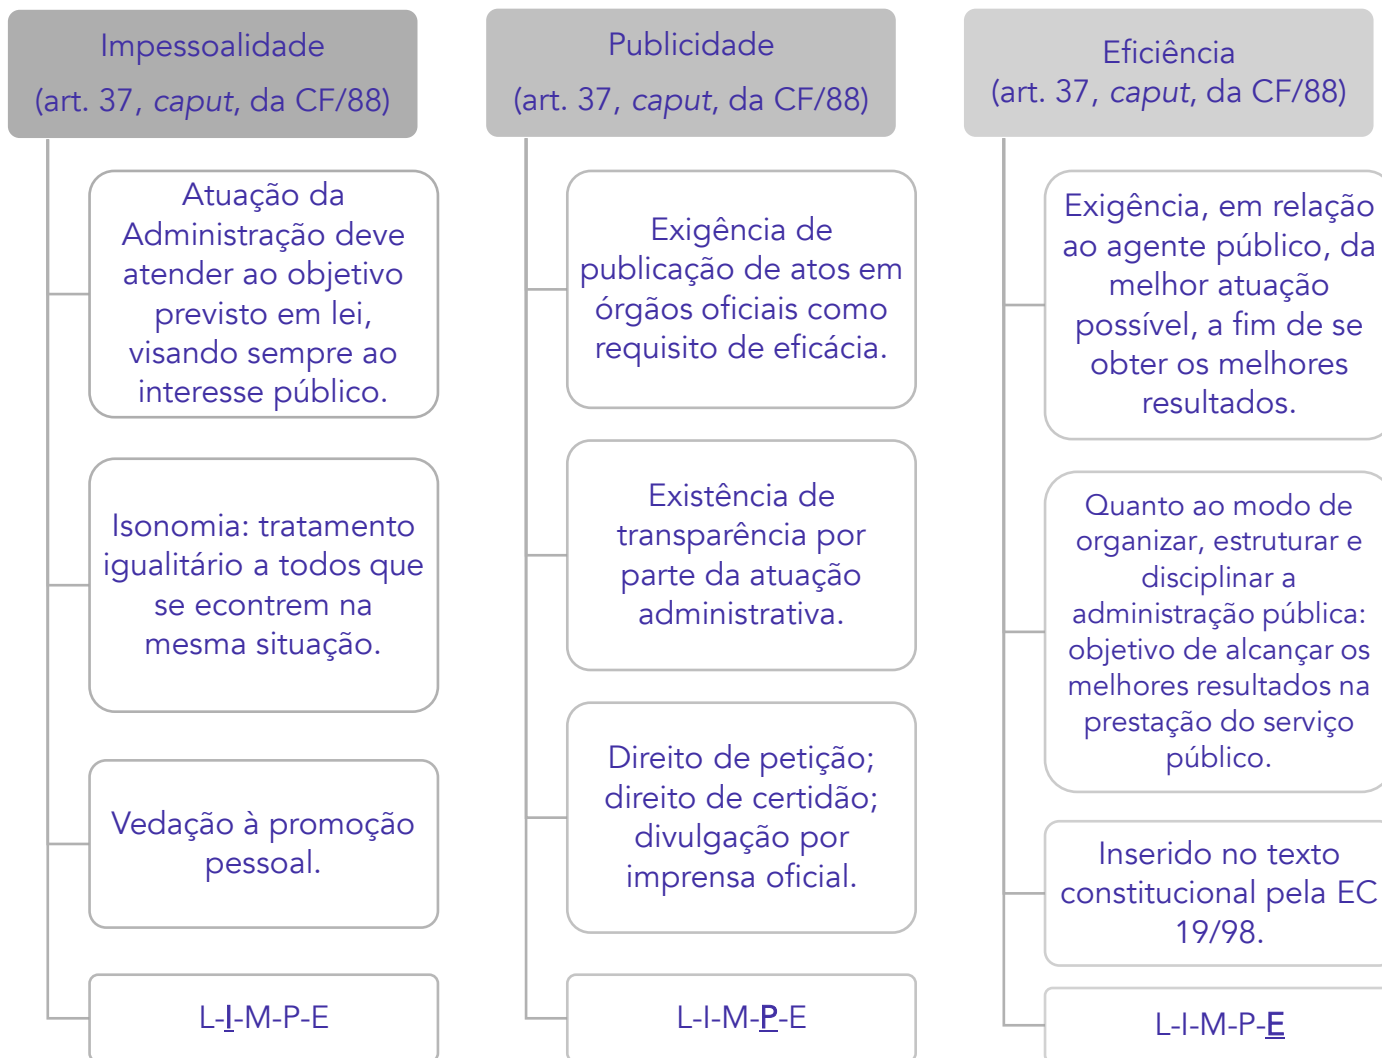 Impessoalidade
(art. 37, caput, da CF/88)
Atuação da
Administração deve
atender ao objetivo
previsto em lei,
visando sempre ao
interesse público.
Isonomia: tratamento
igualitário a todos que
se econtrem na
mesma situação.
Vedação à promoção
pessoal.
L-I-M-P-E
Publicidade
(art. 37, caput, da CF/88)
Exigência de
publicação de atos em
órgãos oficiais como
requisito de eficácia.
Existência de
transparência por
parte da atuação
administrativa.
Direito de petição;
direito de certidão;
divulgação por
imprensa oficial.
L-I-M-P-E
Eficiência
(art. 37, caput, da CF/88)
Exigência, em relação
ao agente público, da
melhor atuação
possível, a fim de se
obter os melhores
resultados.
Quanto ao modo de
organizar, estruturar e
disciplinar a
administração pública:
objetivo de alcançar os
melhores resultados na
prestação do serviço
público.
Inserido no texto
constitucional pela EC
19/98.
L-I-M-P-E